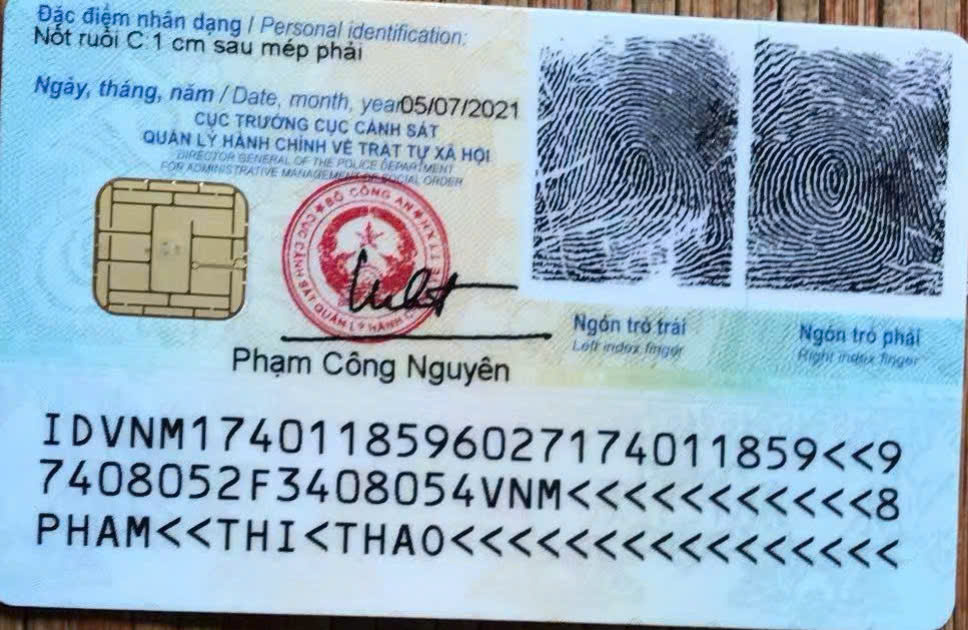 Đặc điểm nhân dạng / Personal identification:
Nốt ruồi C: 1 cm sau mép phải
Ngày, tháng, năm / Date, month, year 05/07/2021
CỤC TRƯỞNG CỤC CẢNH SÁT
QUẢN LÝ HÀNH CHÍNH VỀ TRẬT TỰ XÃ HỘI
DIRECTOR GENERAL OF THE POLICE DEPARTMENT
FOR ADMINISTRATIVE MANAGEMENT OF SOCIAL ORDER
BỘ CÔNG AN
CỤC CẢNH SÁT QUẢN LÝ HÀNH
Phạm Công Nguyên
Ngón trỏ trái
Left index finger
Ngón trỏ phải
Right index finger
IDVNM1740118596027174011859<<9
7408052F3408054VNM<<<<<<<<<<<8
PHAM<<THI<THAO<<<<<<<<<<<<<<<<